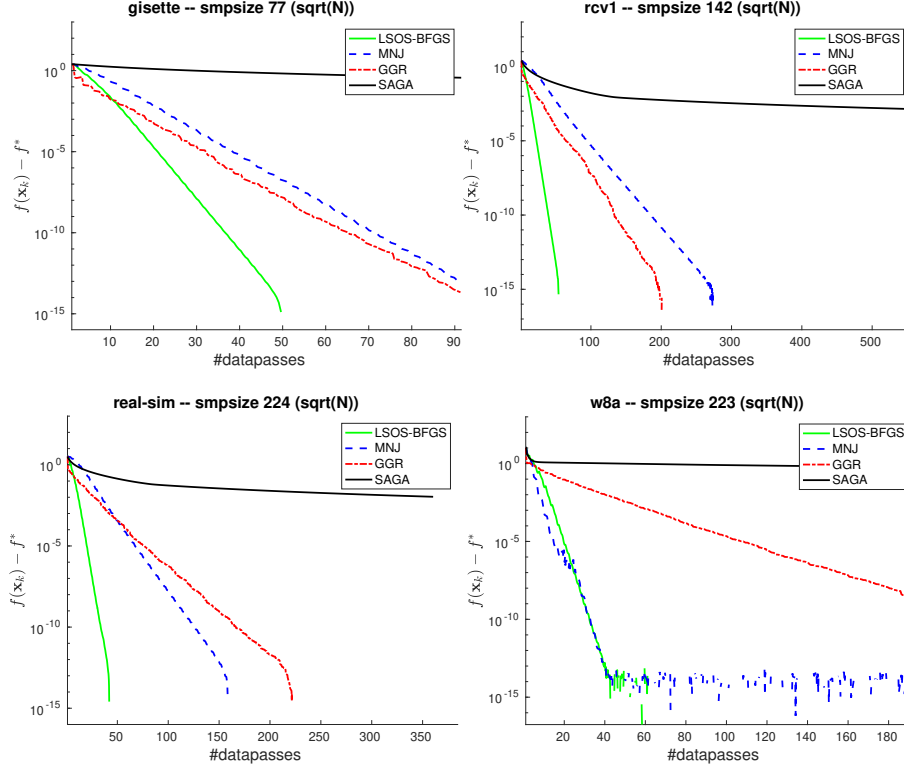 gisette -- smpsize 77 (sqrt(N))
LSOS-BFGS
MNJ
GGR
SAGA
10^0
10^-5
10^-10
10^-15
f(x_k) − f*
10 20 30 40 50 60 70 80 90
#datapasses
rcv1 -- smpsize 142 (sqrt(N))
LSOS-BFGS
MNJ
GGR
SAGA
10^0
10^-5
10^-10
10^-15
f(x_k) − f*
100 200 300 400 500
#datapasses
real-sim -- smpsize 224 (sqrt(N))
LSOS-BFGS
MNJ
GGR
SAGA
10^0
10^-5
10^-10
10^-15
f(x_k) − f*
50 100 150 200 250 300 350
#datapasses
w8a -- smpsize 223 (sqrt(N))
LSOS-BFGS
MNJ
GGR
SAGA
10^0
10^-5
10^-10
10^-15
f(x_k) − f*
20 40 60 80 100 120 140 160 180
#datapasses